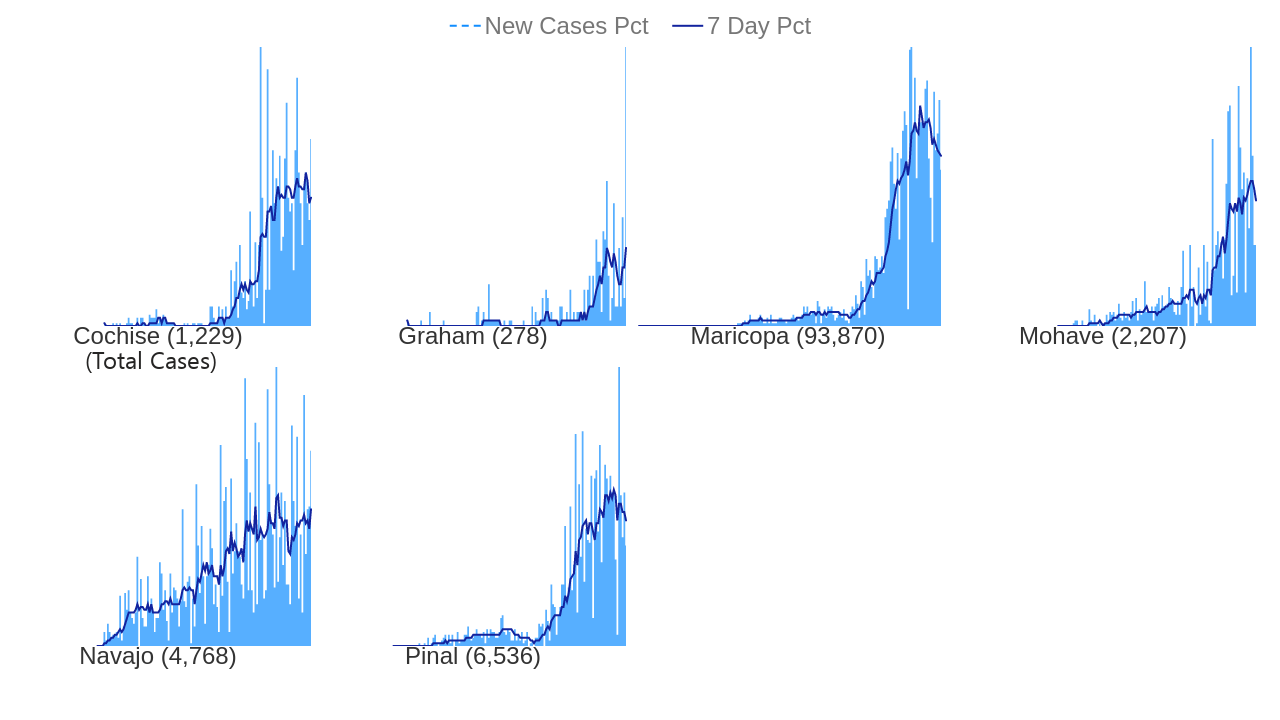 New Cases Pct 7 Day Pct
Cochise (1,229) Graham (278) Maricopa (93,870) Mohave (2,207)
(Total Cases)
Navajo (4,768) Pinal (6,536)